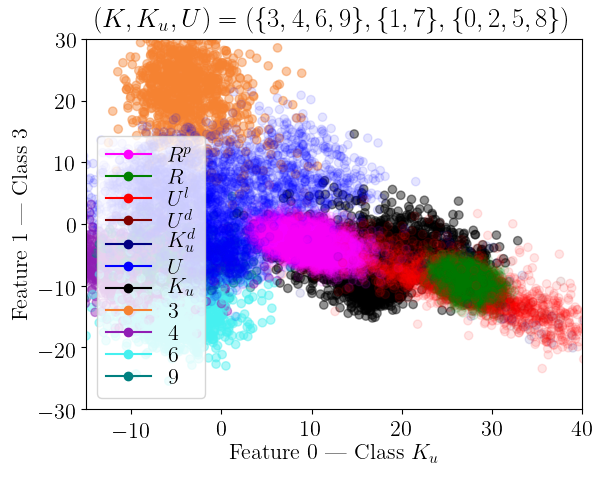 (K, K_u, U) = ({3, 4, 6, 9}, {1, 7}, {0, 2, 5, 8})
30
20
10
0
−10
−20
−30
Feature 1 — Class 3
R^p
R
U^l
U^d
K_u^d
U
K_u
3
4
6
9
−10 0 10 20 30 40
Feature 0 — Class K_u